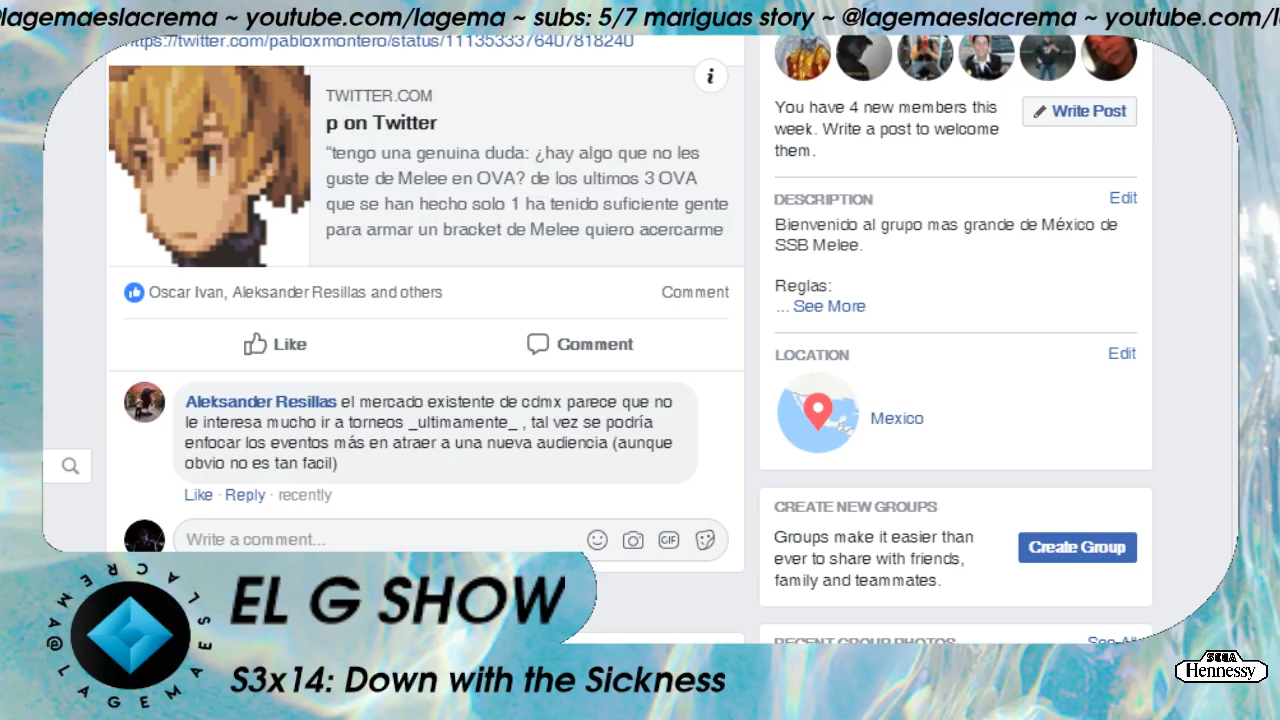 lagemaeslacrema ~ youtube.com/lagema ~ subs: 5/7 mariguas story ~ @lagemaeslacrema ~ youtube.com/l
https://twitter.com/pabloxmontero/status/1113533376407818240
TWITTER.COM
p on Twitter
“tengo una genuina duda: ¿hay algo que no les
guste de Melee en OVA? de los ultimos 3 OVA
que se han hecho solo 1 ha tenido suficiente gente
para armar un bracket de Melee quiero acercarme
Oscar Ivan, Aleksander Resillas and others
Comment
Like
Comment
Aleksander Resillas el mercado existente de cdmx parece que no
le interesa mucho ir a torneos _ultimamente_ , tal vez se podría
enfocar los eventos más en atraer a una nueva audiencia (aunque
obvio no es tan facil)
Like · Reply · recently
Write a comment...
GIF
You have 4 new members this
week. Write a post to welcome
them.
Write Post
DESCRIPTION
Edit
Bienvenido al grupo mas grande de México de
SSB Melee.
Reglas:
... See More
LOCATION
Edit
Mexico
CREATE NEW GROUPS
Groups make it easier than
ever to share with friends,
family and teammates.
Create Group
RECENT GROUP PHOTOS
See All
@LAGEMAESLACREMA
EL G SHOW
S3x14: Down with the Sickness
SEGA
Hennessy